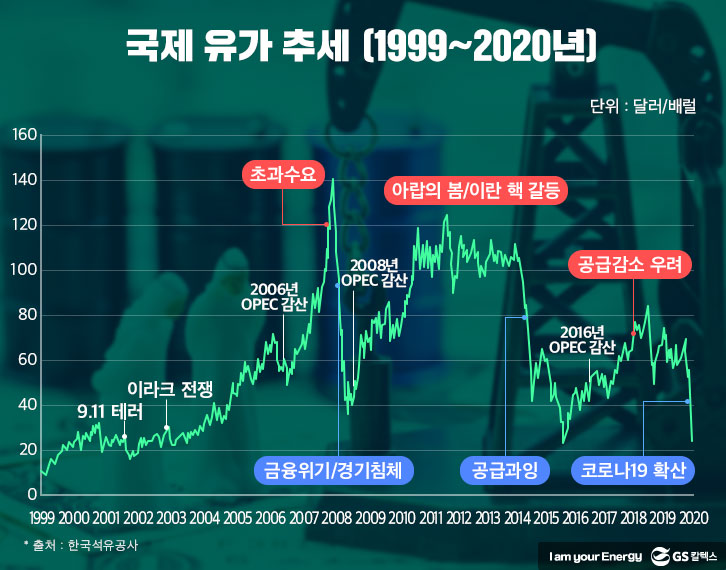 국제 유가 추세 (1999~2020년)
단위 : 달러/배럴
160
140
120
100
80
60
40
20
0
초과수요
아랍의 봄/이란 핵 갈등
공급감소 우려
2006년
OPEC 감산
2008년
OPEC 감산
2016년
OPEC 감산
9.11 테러
이라크 전쟁
금융위기/경기침체
공급과잉
코로나19 확산
1999 2000 2001 2002 2003 2004 2005 2006 2007 2008 2010 2010 2011 2012 2013 2014 2015 2016 2017 2018 2019 2020
* 출처 : 한국석유공사
I am your Energy GS 칼텍스